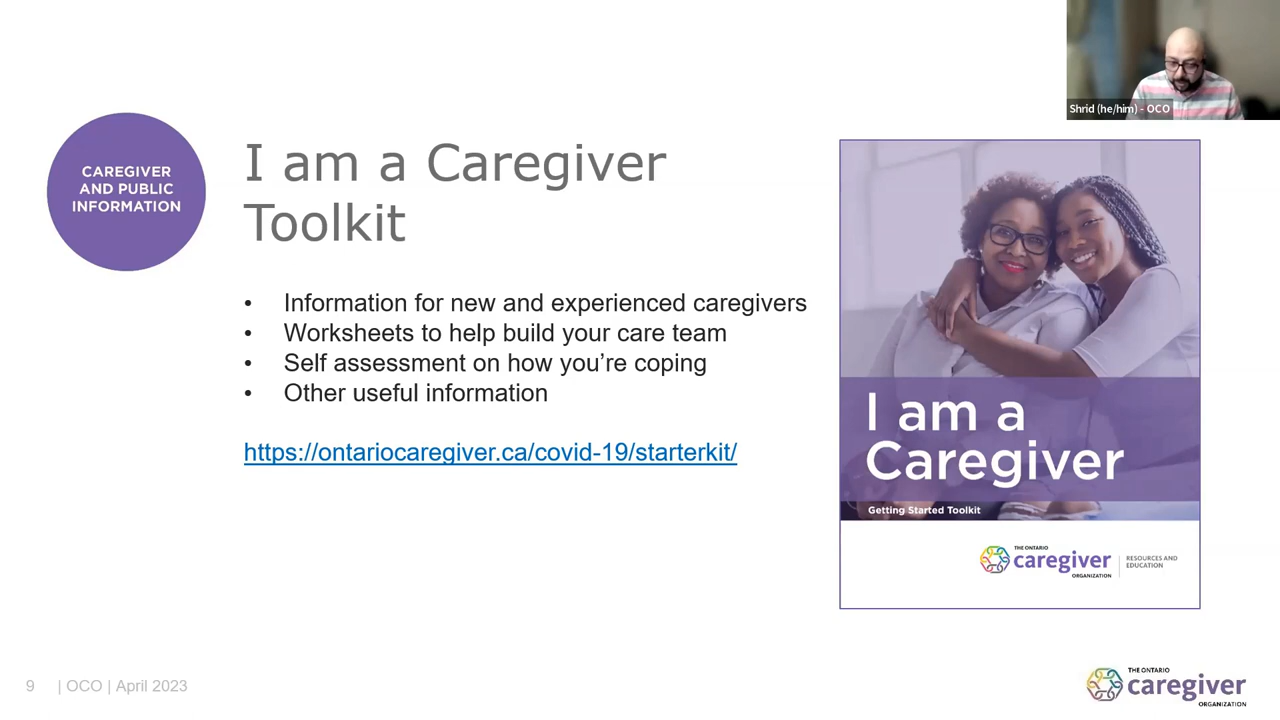 Shrid (he/him) - OCO
CAREGIVER
AND PUBLIC
INFORMATION
I am a Caregiver
Toolkit
• Information for new and experienced caregivers
• Worksheets to help build your care team
• Self assessment on how you’re coping
• Other useful information
https://ontariocaregiver.ca/covid-19/starterkit/
I am a
Caregiver
Getting Started Toolkit
THE ONTARIO
caregiver
ORGANIZATION
RESOURCES AND
EDUCATION
9 | OCO | April 2023
THE ONTARIO
caregiver
ORGANIZATION